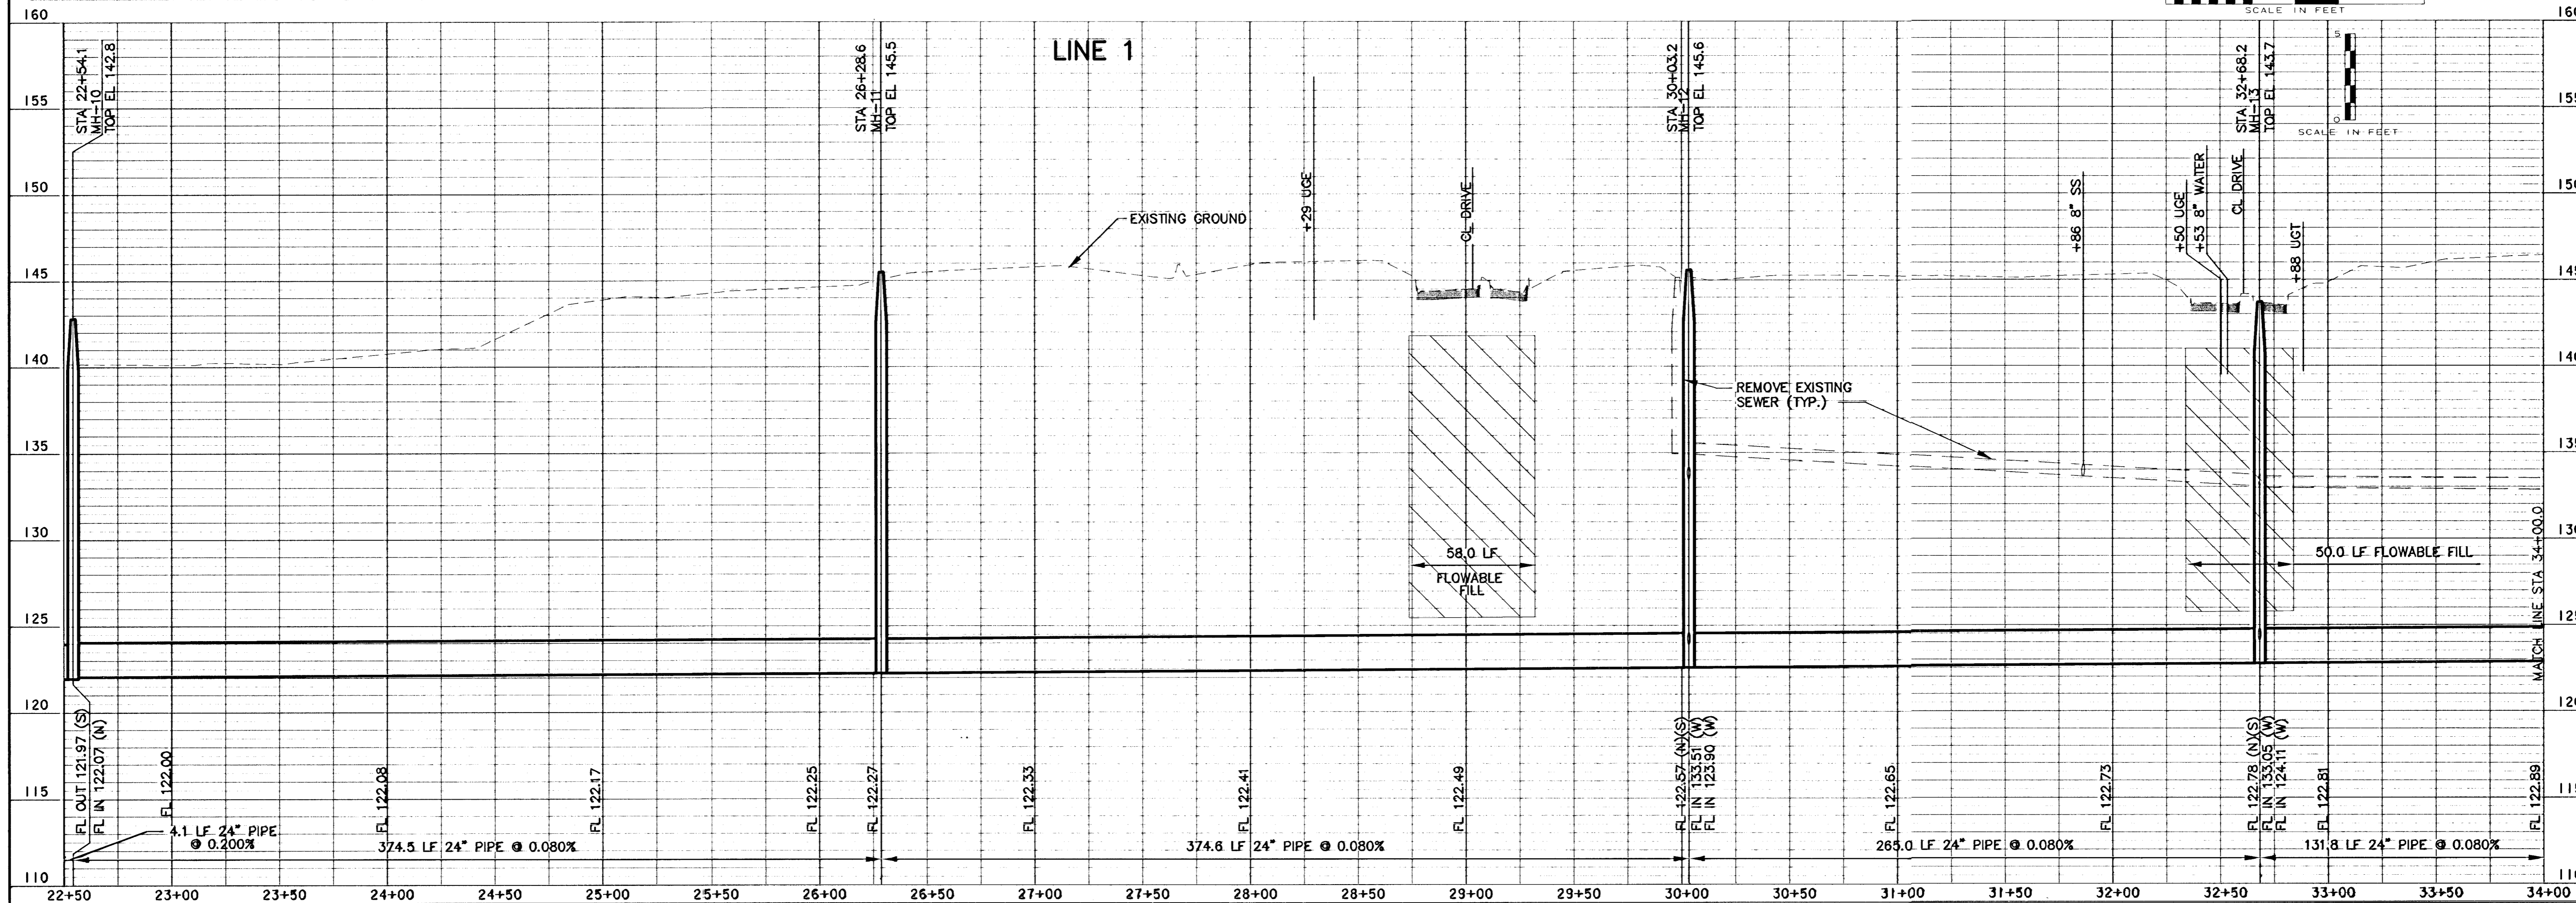 SCALE IN FEET
LINE 1
160
155
150
145
140
135
130
125
120
115
110
STA 22+54.1
MH-10
TOP EL 142.8
STA 26+28.6
MH-11
TOP EL 145.5
EXISTING GROUND
+29 UGE
CL DRIVE
STA 30+03.2
MH-12
TOP EL 145.6
+86 8" SS
+50 UGE
+53 8" WATER
CL DRIVE
STA 32+68.2
MH-13
TOP EL 143.7
+88 UGT
5
0
SCALE IN FEET
REMOVE EXISTING
SEWER (TYP.)
58.0 LF
FLOWABLE
FILL
50.0 LF FLOWABLE FILL
MATCH LINE STA 34+00.0
FL OUT 121.97 (S)
FL IN 122.07 (N)
FL 122.00
FL 122.08
FL 122.17
FL 122.25
FL 122.27
FL 122.33
FL 122.41
FL 122.49
FL 122.57 (N)(S)
FL IN 133.51 (W)
FL IN 123.90 (W)
FL 122.65
FL 122.73
FL 122.78 (N)(S)
FL IN 133.05 (W)
FL IN 124.11 (W)
FL 122.81
FL 122.89
4.1 LF 24" PIPE
@ 0.200%
374.5 LF 24" PIPE @ 0.080%
374.6 LF 24" PIPE @ 0.080%
265.0 LF 24" PIPE @ 0.080%
131.8 LF 24" PIPE @ 0.080%
22+50
23+00
23+50
24+00
24+50
25+00
25+50
26+00
26+50
27+00
27+50
28+00
28+50
29+00
29+50
30+00
30+50
31+00
31+50
32+00
32+50
33+00
33+50
34+00